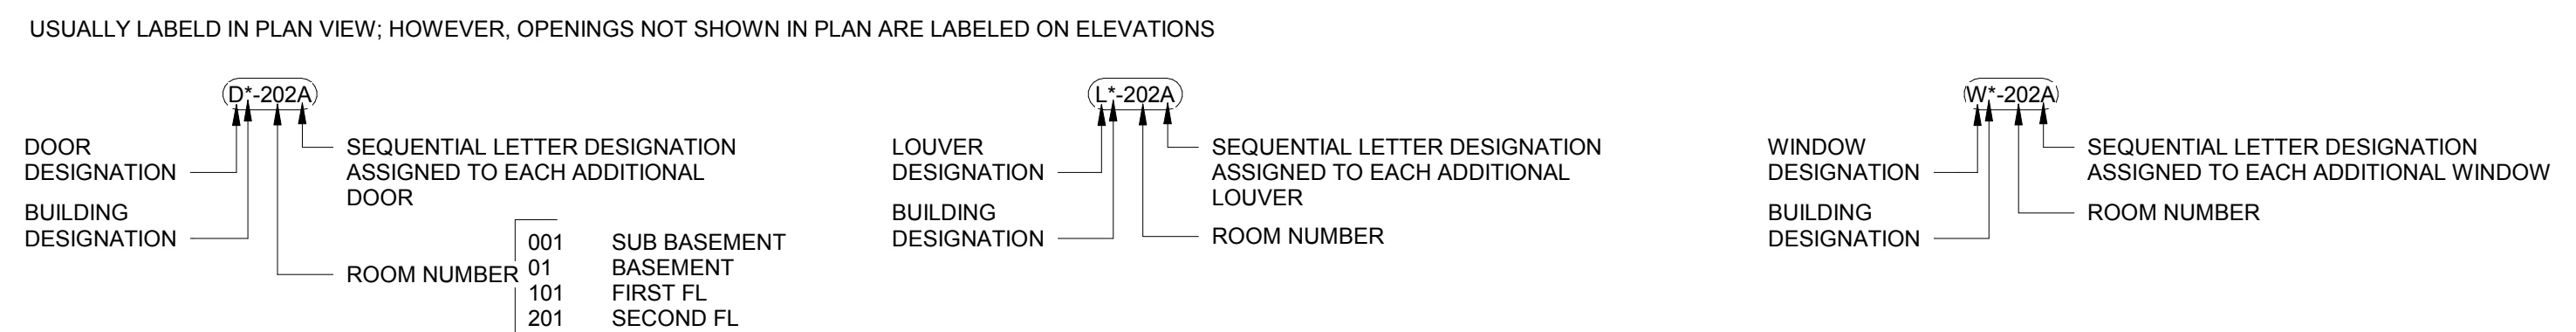 USUALLY LABELD IN PLAN VIEW; HOWEVER, OPENINGS NOT SHOWN IN PLAN ARE LABELED ON ELEVATIONS
D*-202A
DOOR
DESIGNATION
BUILDING
DESIGNATION
SEQUENTIAL LETTER DESIGNATION
ASSIGNED TO EACH ADDITIONAL
DOOR
ROOM NUMBER
001 SUB BASEMENT
01 BASEMENT
101 FIRST FL
201 SECOND FL
L*-202A
LOUVER
DESIGNATION
BUILDING
DESIGNATION
SEQUENTIAL LETTER DESIGNATION
ASSIGNED TO EACH ADDITIONAL
LOUVER
ROOM NUMBER
W*-202A
WINDOW
DESIGNATION
BUILDING
DESIGNATION
SEQUENTIAL LETTER DESIGNATION
ASSIGNED TO EACH ADDITIONAL WINDOW
ROOM NUMBER